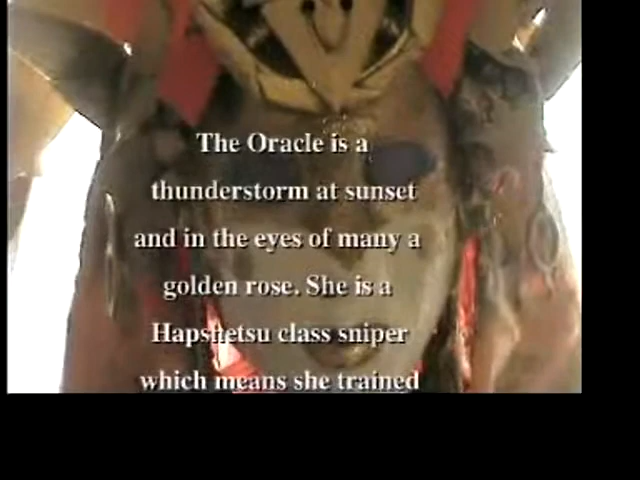 The Oracle is a
thunderstorm at sunset
and in the eyes of many a
golden rose. She is a
Hapshetsu class sniper
which means she trained